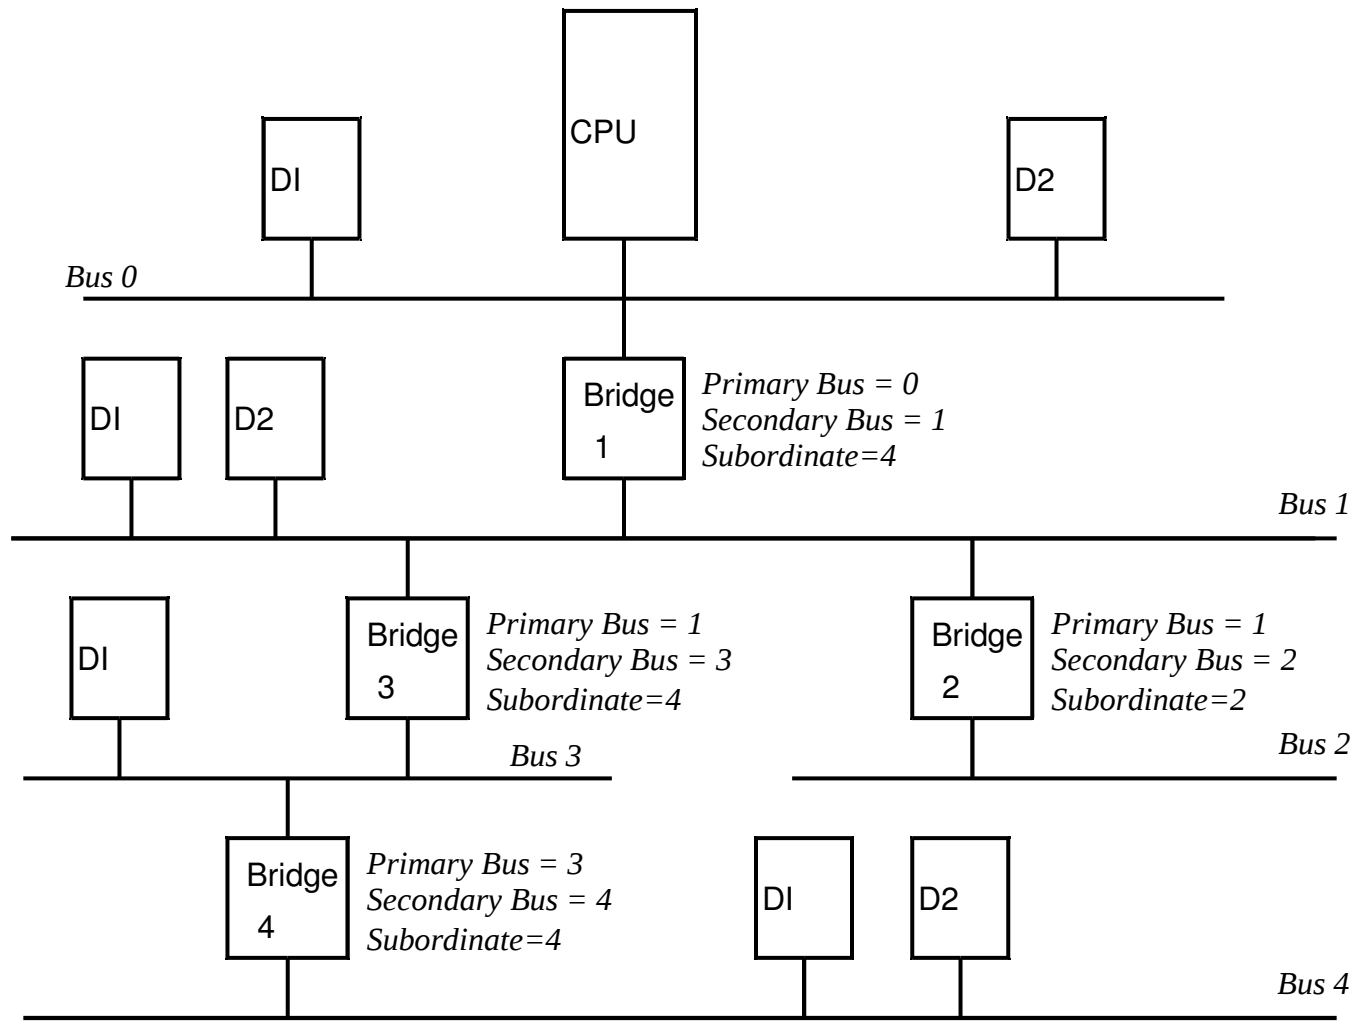 CPU
DI
D2
Bus 0
DI
D2
Bridge
1
Primary Bus = 0
Secondary Bus = 1
Subordinate=4
Bus 1
DI
Bridge
3
Primary Bus = 1
Secondary Bus = 3
Subordinate=4
Bridge
2
Primary Bus = 1
Secondary Bus = 2
Subordinate=2
Bus 3
Bus 2
Bridge
4
Primary Bus = 3
Secondary Bus = 4
Subordinate=4
DI
D2
Bus 4